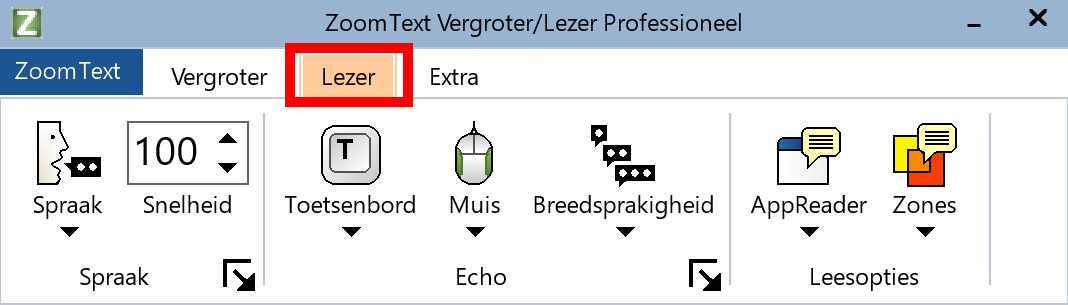 ZoomText Vergroter/Lezer Professioneel
ZoomText Vergroter Lezer Extra
100
T
Spraak Snelheid Toetsenbord Muis Breedsprakigheid AppReader Zones
Spraak Echo Leesopties